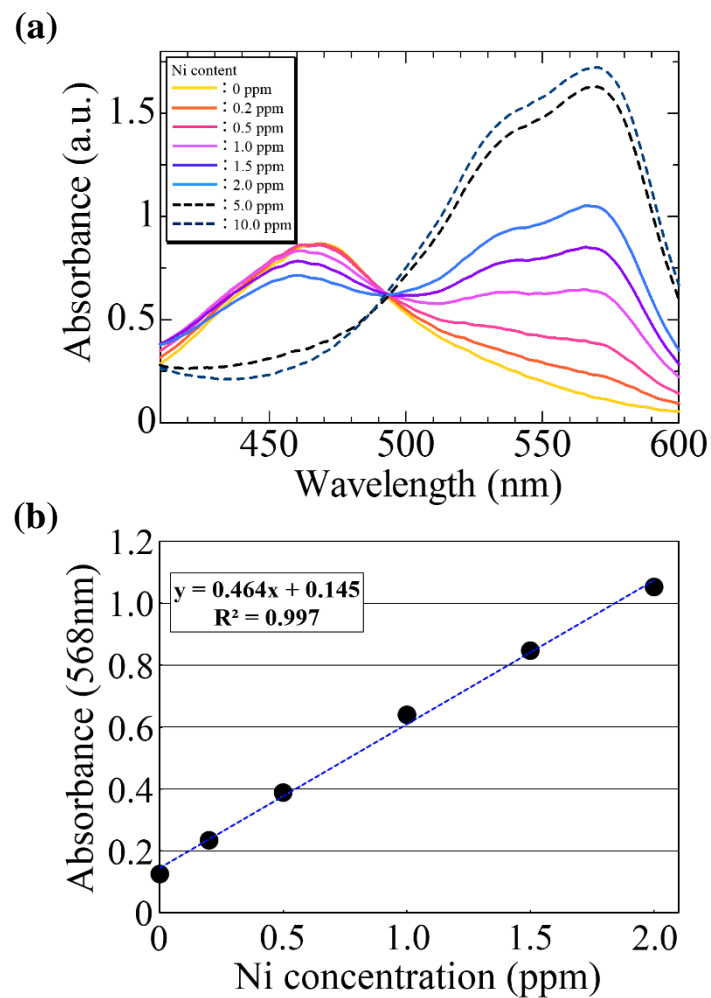 (a)
Absorbance (a.u.)
1.5
1
0.5
0
Ni content
: 0 ppm
: 0.2 ppm
: 0.5 ppm
: 1.0 ppm
: 1.5 ppm
: 2.0 ppm
: 5.0 ppm
: 10.0 ppm
450 500 550 600
Wavelength (nm)
(b)
Absorbance (568nm)
1.2
1.0
0.8
0.6
0.4
0.2
0
y = 0.464x + 0.145
R² = 0.997
0 0.5 1.0 1.5 2.0
Ni concentration (ppm)